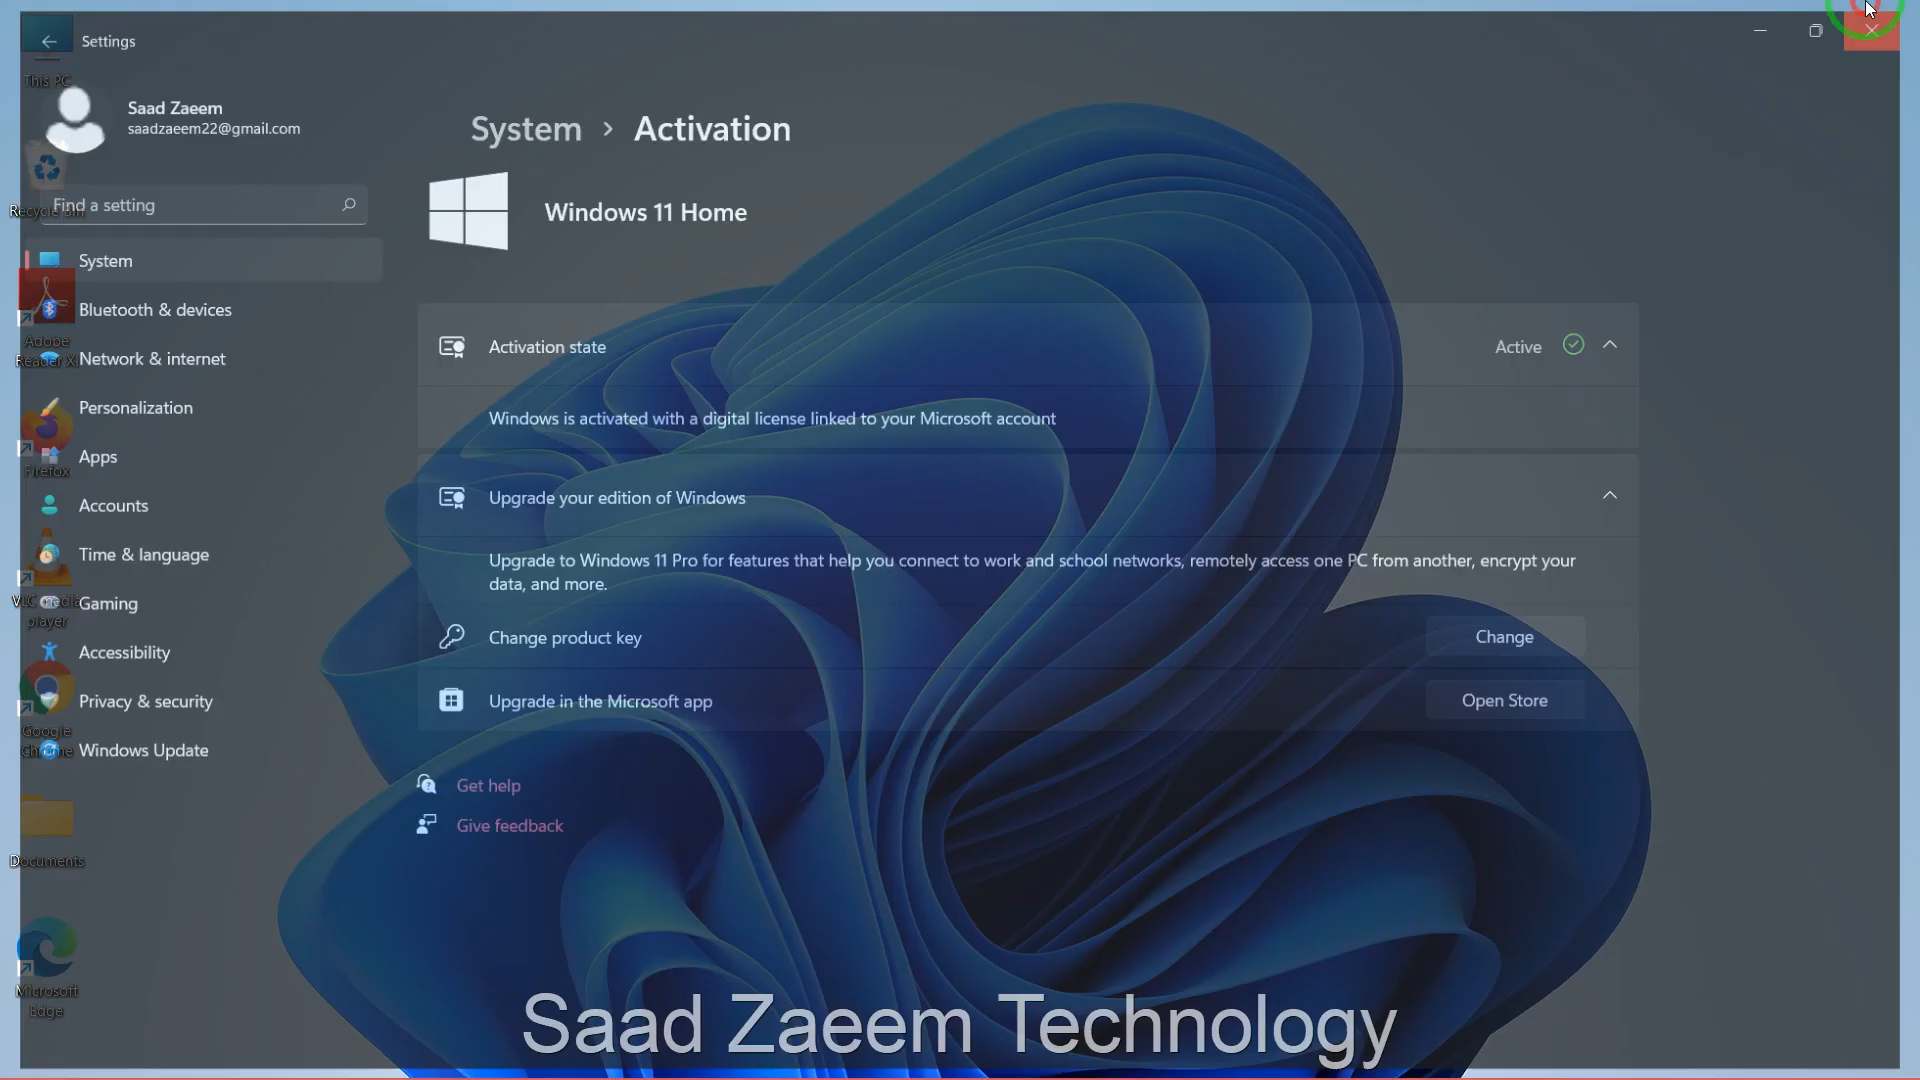 Settings
This PC
Saad Zaeem
saadzaeem22@gmail.com
System > Activation
Windows 11 Home
Recycle Bin
Find a setting
System
Bluetooth & devices
Adobe
Reader XI
Network & internet
Personalization
Firefox
Apps
Accounts
Time & language
VLC media
player
Gaming
Accessibility
Privacy & security
Google
Chrome
Windows Update
Documents
Microsoft
Edge
Activation state
Active
Windows is activated with a digital license linked to your Microsoft account
Upgrade your edition of Windows
Upgrade to Windows 11 Pro for features that help you connect to work and school networks, remotely access one PC from another, encrypt your
data, and more.
Change product key
Change
Upgrade in the Microsoft app
Open Store
Get help
Give feedback
Saad Zaeem Technology